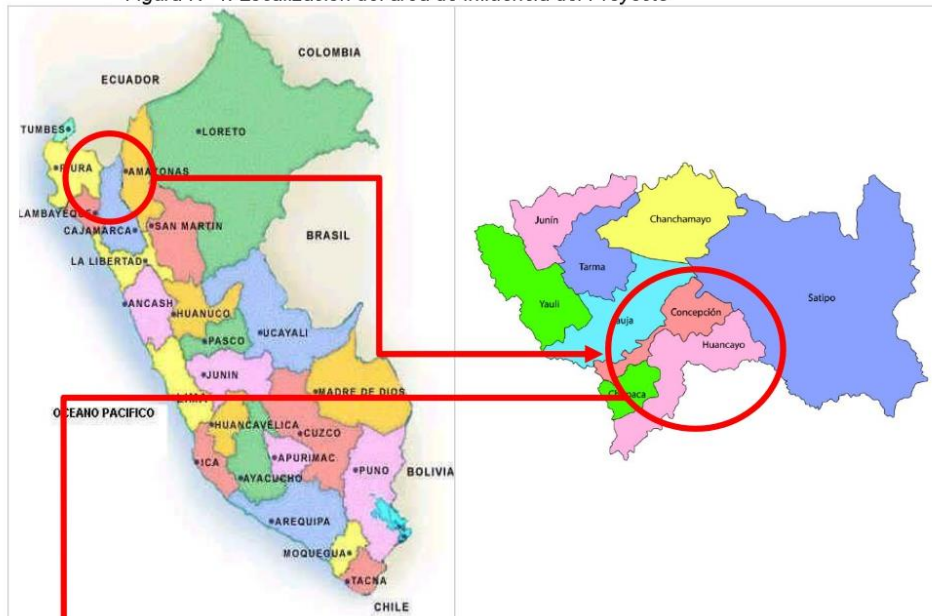 COLOMBIA
ECUADOR
TUMBES
LORETO
PIURA
AMAZONAS
LAMBAYEQUE
SAN MARTIN
CAJAMARCA
BRASIL
LA LIBERTAD
ANCASH
HUANUCO
UCAYALI
PASCO
JUNIN
MADRE DE DIOS
LIMA
OCEANO PACIFICO
HUANCAVELICA
CUZCO
ICA
APURIMAC
PUNO
BOLIVIA
AYACUCHO
AREQUIPA
MOQUEGUA
TACNA
CHILE
Junín
Chanchamayo
Tarma
Yauli
Satipo
Concepción
Huancayo